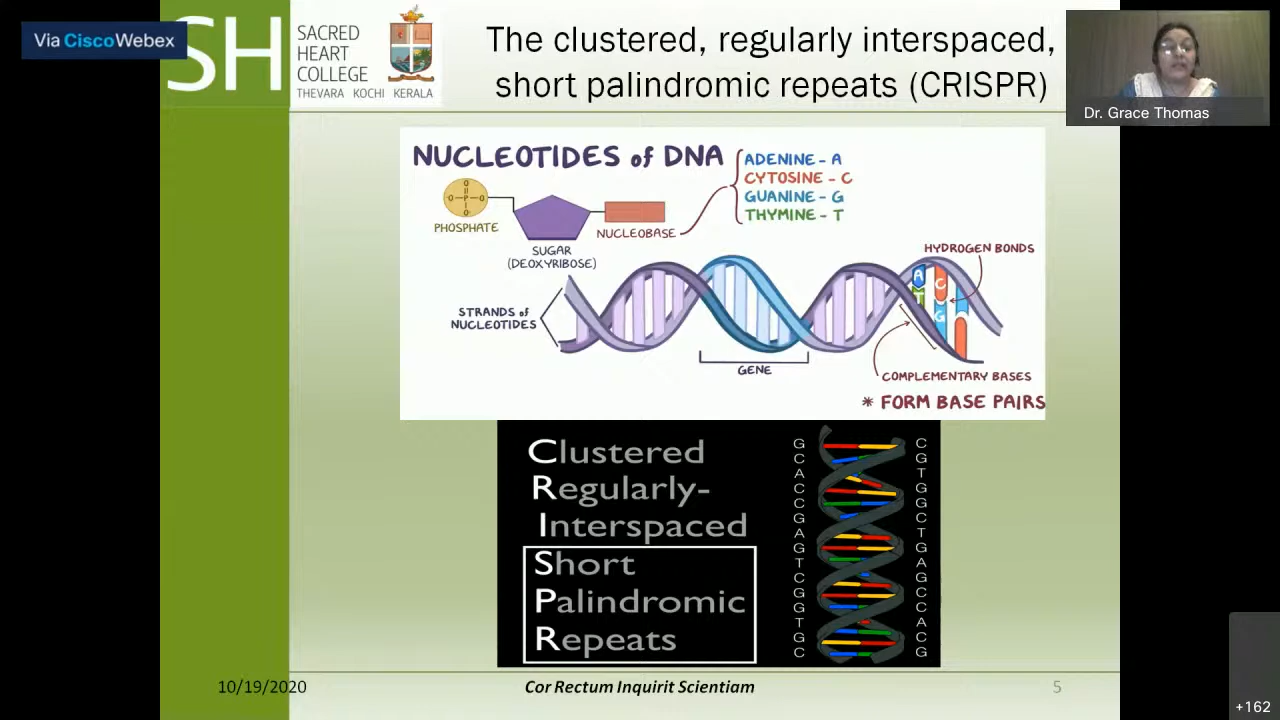 Via Cisco Webex
SH
SACRED
HEART
COLLEGE
THEVARA KOCHI KERALA
The clustered, regularly interspaced,
short palindromic repeats (CRISPR)
Dr. Grace Thomas
NUCLEOTIDES of DNA
ADENINE - A
CYTOSINE - C
GUANINE - G
THYMINE - T
O
O P O
O
PHOSPHATE
SUGAR
(DEOXYRIBOSE)
NUCLEOBASE
HYDROGEN BONDS
A
T
C
G
STRANDS of
NUCLEOTIDES
GENE
COMPLEMENTARY BASES
* FORM BASE PAIRS
Clustered
Regularly-
Interspaced
Short
Palindromic
Repeats
G
C
A
C
C
G
A
G
T
C
G
G
T
G
C
C
G
T
G
G
C
T
G
A
G
C
C
A
C
G
10/19/2020
Cor Rectum Inquirit Scientiam
5
+162